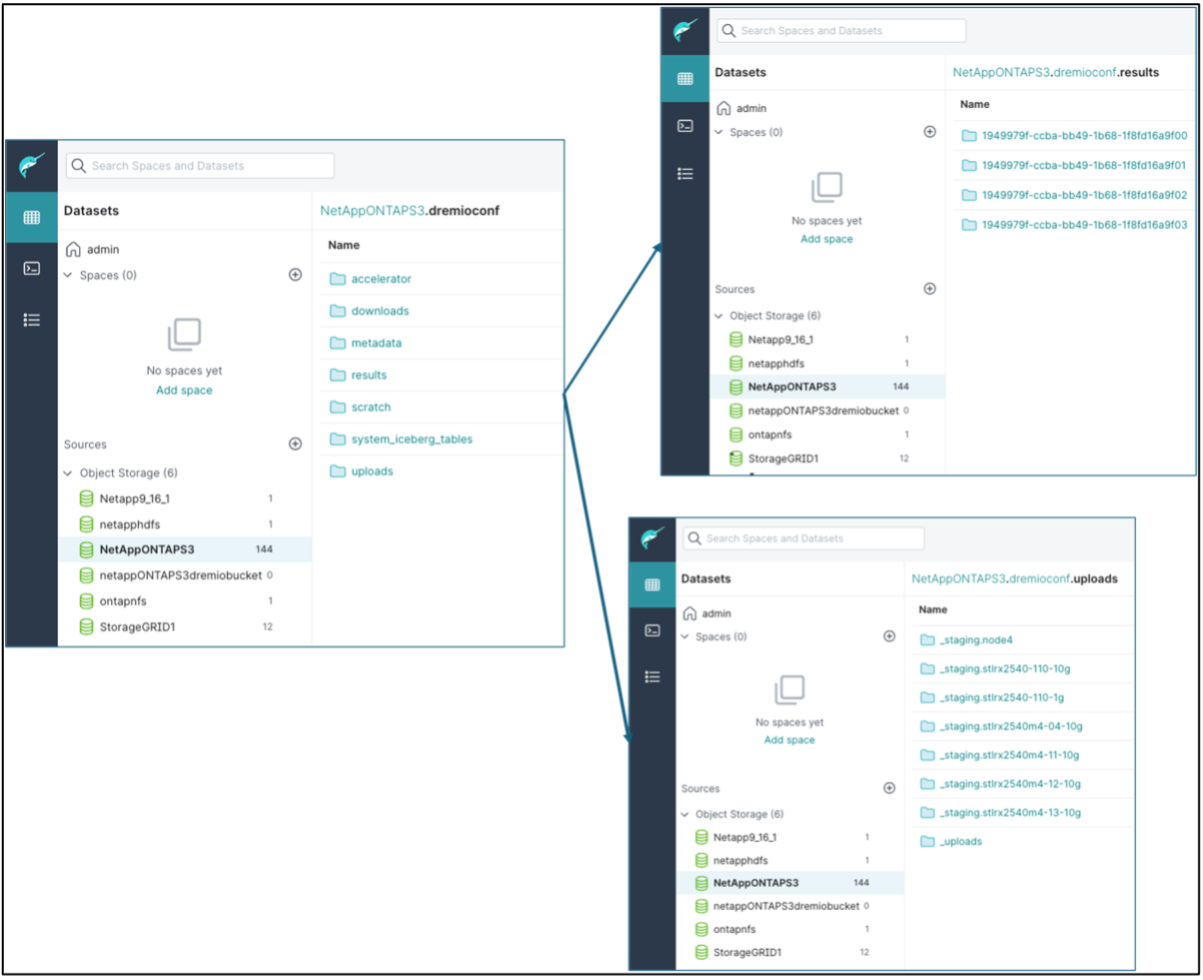 Search Spaces and Datasets
Datasets
NetAppONTAPS3.dremioconf
admin
Name
Spaces (0)
accelerator
downloads
metadata
No spaces yet
results
Add space
scratch
system_iceberg_tables
Sources
uploads
Object Storage (6)
Netapp9_16_1 1
netapphdfs 1
NetAppONTAPS3 144
netappONTAPS3dremiobucket 0
ontapnfs 1
StorageGRID1 12
Search Spaces and Datasets
Datasets
NetAppONTAPS3.dremioconf.results
admin
Name
Spaces (0)
1949979f-ccba-bb49-1b68-1f8fd16a9f00
1949979f-ccba-bb49-1b68-1f8fd16a9f01
1949979f-ccba-bb49-1b68-1f8fd16a9f02
1949979f-ccba-bb49-1b68-1f8fd16a9f03
No spaces yet
Add space
Sources
Object Storage (6)
Netapp9_16_1 1
netapphdfs 1
NetAppONTAPS3 144
netappONTAPS3dremiobucket 0
ontapnfs 1
StorageGRID1 12
Search Spaces and Datasets
Datasets
NetAppONTAPS3.dremioconf.uploads
admin
Name
Spaces (0)
_staging.node4
_staging.stlrx2540-110-10g
_staging.stlrx2540-110-1g
_staging.stlrx2540m4-04-10g
_staging.stlrx2540m4-11-10g
_staging.stlrx2540m4-12-10g
_staging.stlrx2540m4-13-10g
_uploads
No spaces yet
Add space
Sources
Object Storage (6)
Netapp9_16_1 1
netapphdfs 1
NetAppONTAPS3 144
netappONTAPS3dremiobucket 0
ontapnfs 1
StorageGRID1 12